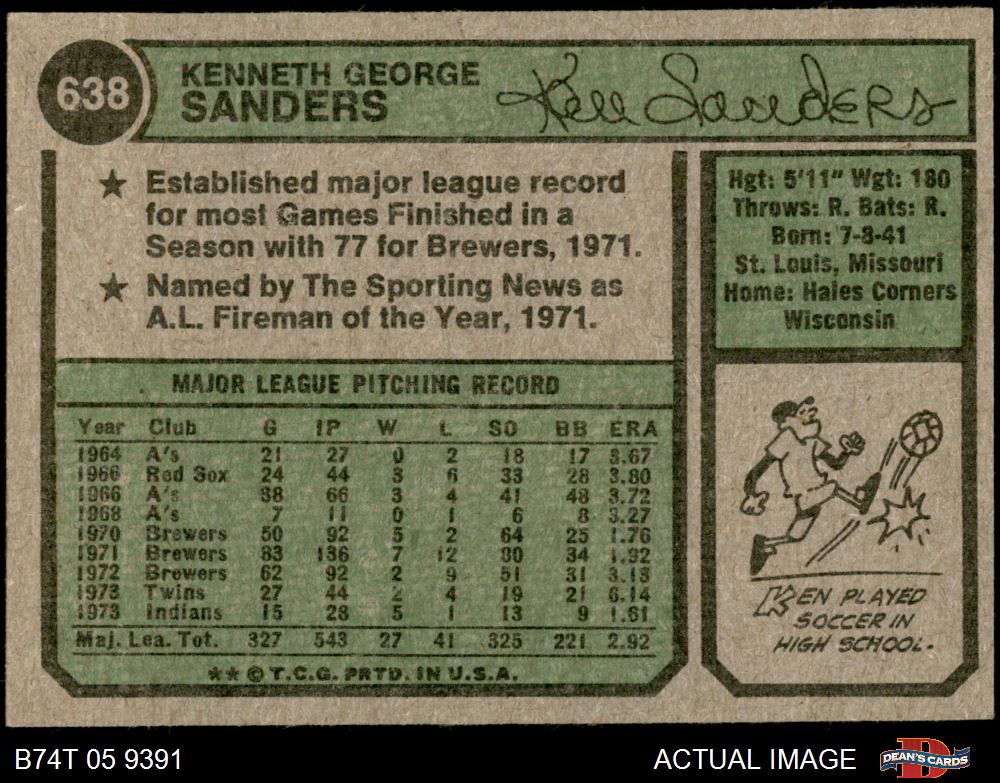 638
KENNETH GEORGE
SANDERS
Ken Sanders
★ Established major league record
for most Games Finished in a
Season with 77 for Brewers, 1971.
★ Named by The Sporting News as
A.L. Fireman of the Year, 1971.
Hgt: 5'11" Wgt: 180
Throws: R. Bats: R.
Born: 7-8-41
St. Louis, Missouri
Home: Hales Corners
Wisconsin
MAJOR LEAGUE PITCHING RECORD
Year Club G IP W L SO BB ERA
1964 A's 21 27 0 2 18 17 3.67
1966 Red Sox 24 44 3 6 33 28 3.80
1966 A's 38 66 3 4 41 48 3.72
1968 A's 7 11 0 1 6 8 3.27
1970 Brewers 50 92 5 2 64 25 1.76
1971 Brewers 83 136 7 12 80 34 1.92
1972 Brewers 62 92 2 9 51 31 3.13
1973 Twins 27 44 2 4 19 21 6.14
1973 Indians 15 28 5 1 13 9 1.61
Maj. Lea. Tot. 327 543 27 41 325 221 2.92
** © T.C.G. PRTD. IN U.S.A.
KEN PLAYED
SOCCER IN
HIGH SCHOOL.
B74T 05 9391
ACTUAL IMAGE
D
DEAN'S CARDS